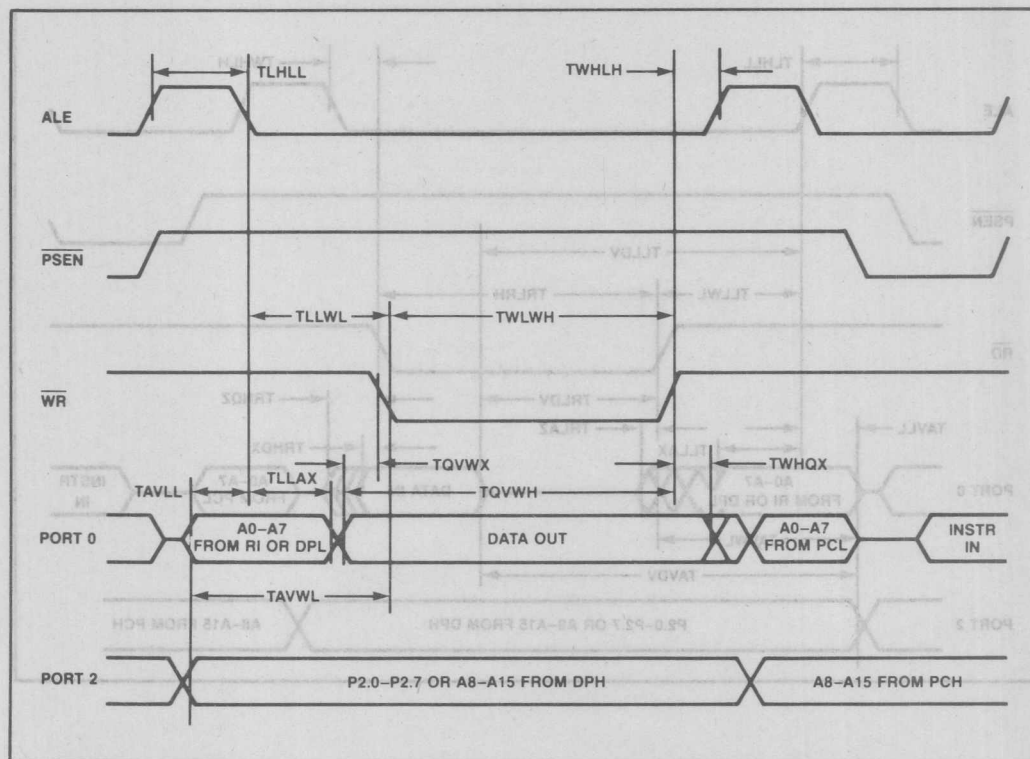 TLHLL
TWHLH
ALE
PSEN
TLLWL
TWLWH
WR
TAVLL
TLLAX
TQVWX
TQVWH
TWHQX
PORT 0
A0–A7
FROM RI OR DPL
DATA OUT
A0–A7
FROM PCL
INSTR
IN
TAVWL
PORT 2
P2.0–P2.7 OR A8–A15 FROM DPH
A8–A15 FROM PCH